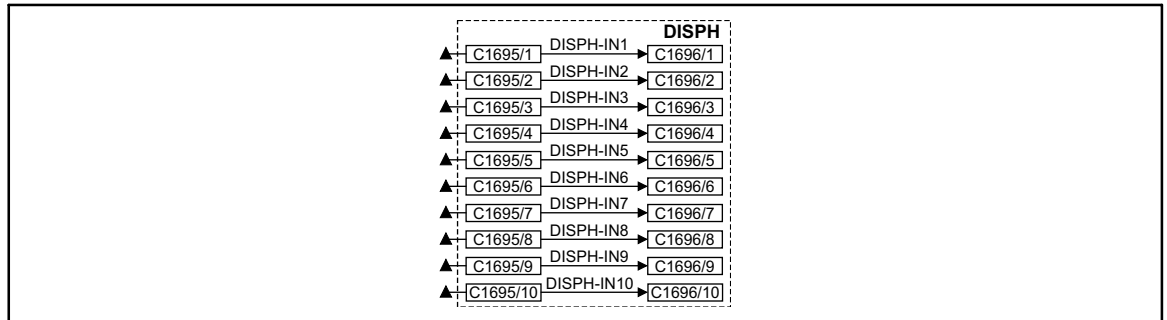 DISPH
C1695/1 DISPH-IN1 C1696/1
C1695/2 DISPH-IN2 C1696/2
C1695/3 DISPH-IN3 C1696/3
C1695/4 DISPH-IN4 C1696/4
C1695/5 DISPH-IN5 C1696/5
C1695/6 DISPH-IN6 C1696/6
C1695/7 DISPH-IN7 C1696/7
C1695/8 DISPH-IN8 C1696/8
C1695/9 DISPH-IN9 C1696/9
C1695/10 DISPH-IN10 C1696/10